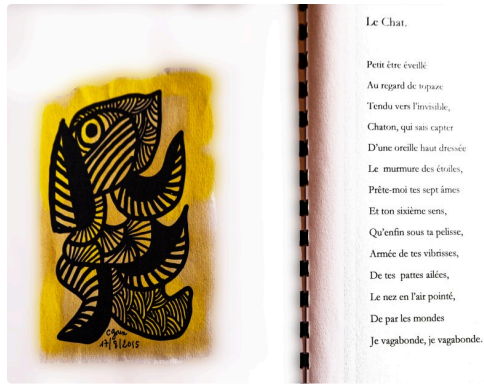 17/8/2015
Le Chat.
Petit être éveillé
Au regard de topaze
Tendu vers l'invisible,
Chaton, qui sais capter
D'une oreille haut dressée
Le murmure des étoiles,
Prête-moi tes sept âmes
Et ton sixième sens,
Qu'enfin sous ta pelisse,
Armée de tes vibrisses,
De tes pattes ailées,
Le nez en l'air pointé,
De par les mondes
Je vagabonde, je vagabonde.